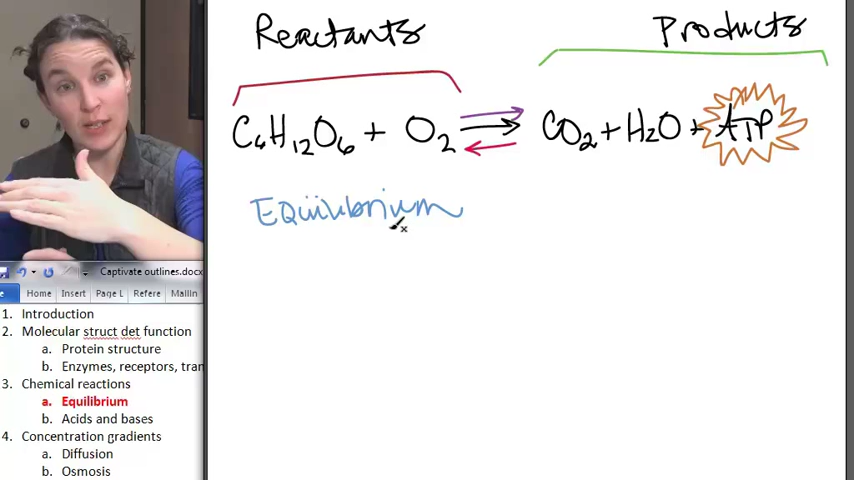 Reactants Products
C6H12O6 + O2 CO2 + H2O + ATP
Equilibrium
Captivate outlines.docx
Home Insert Page L Refere Mailin
1. Introduction
2. Molecular struct det function
a. Protein structure
b. Enzymes, receptors, tran
3. Chemical reactions
a. Equilibrium
b. Acids and bases
4. Concentration gradients
a. Diffusion
b. Osmosis